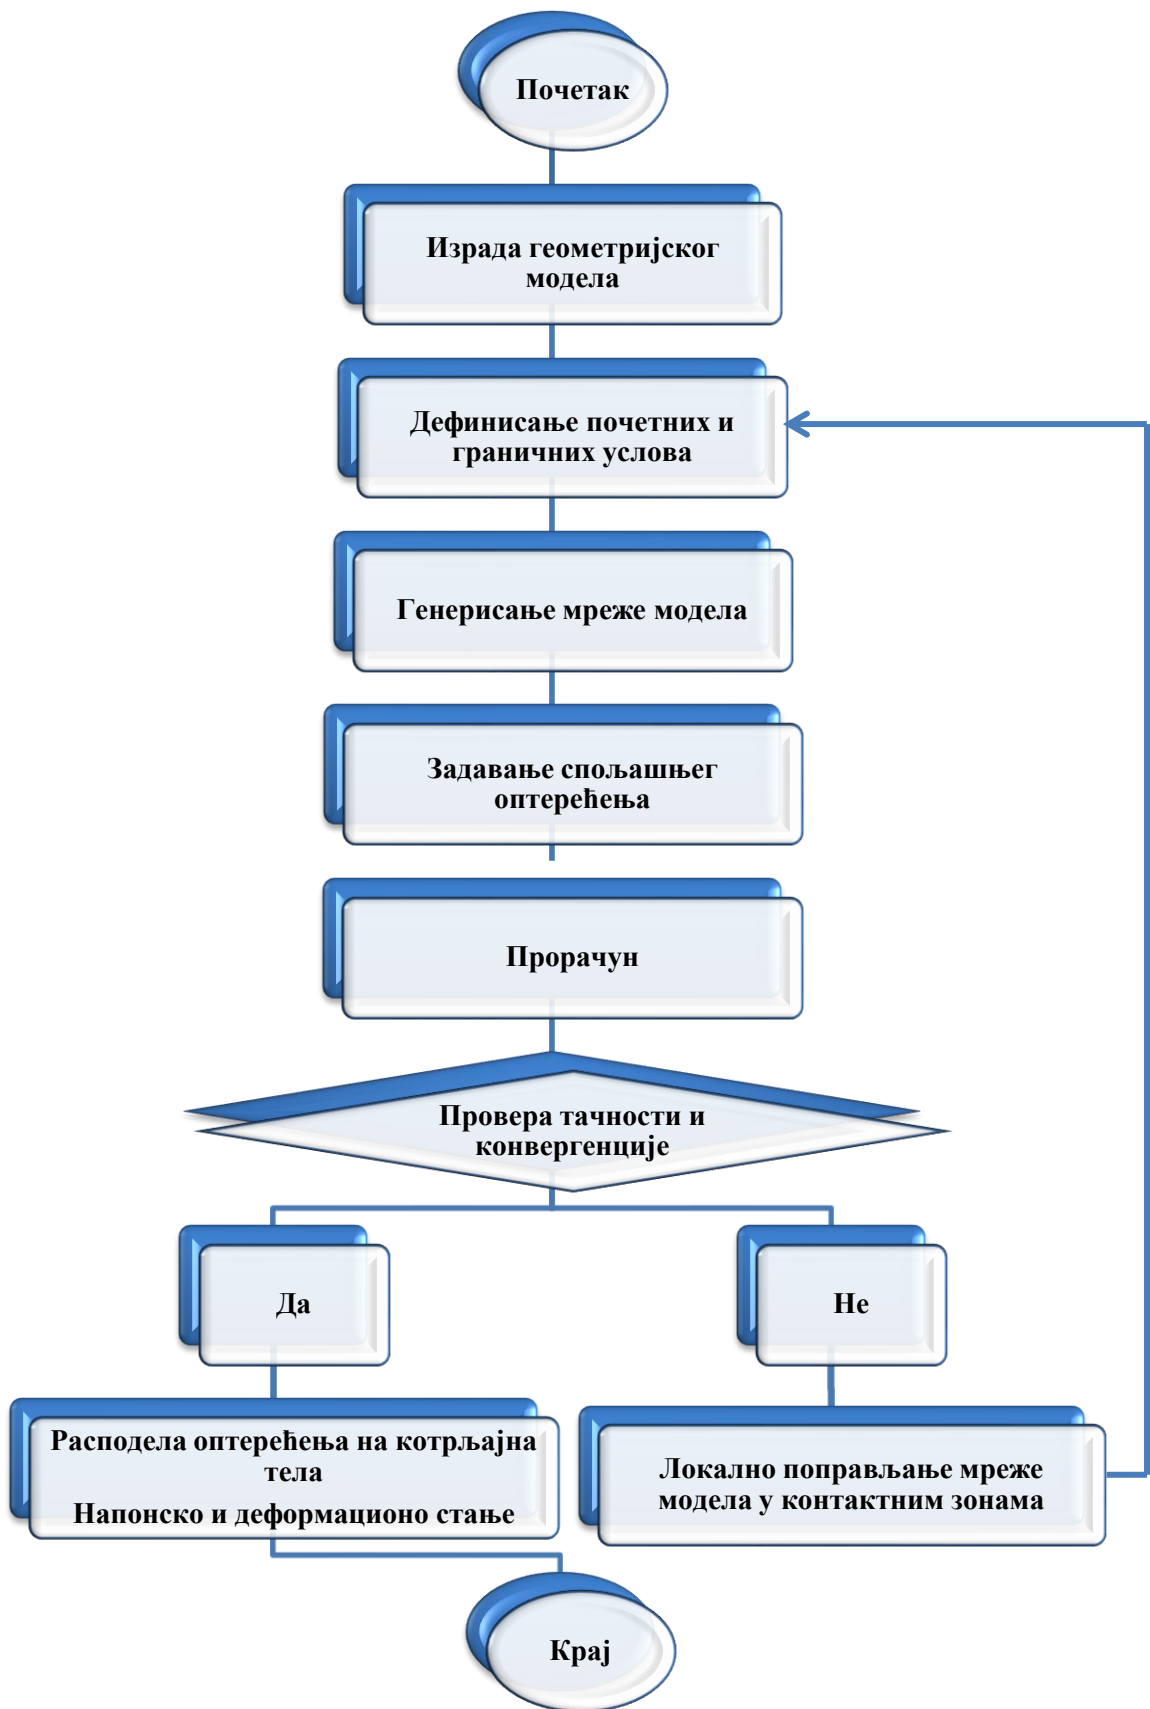 Почетак
Израда геометријског
модела
Дефинисање почетних и
граничних услова
Генерисање мреже модела
Задавање спољашњег
оптерећења
Прорачун
Провера тачности и
конвергенције
Да
Не
Расподела оптерећења на котрљајна
тела
Напонско и деформационо стање
Локално поправљање мреже
модела у контактним зонама
Крај